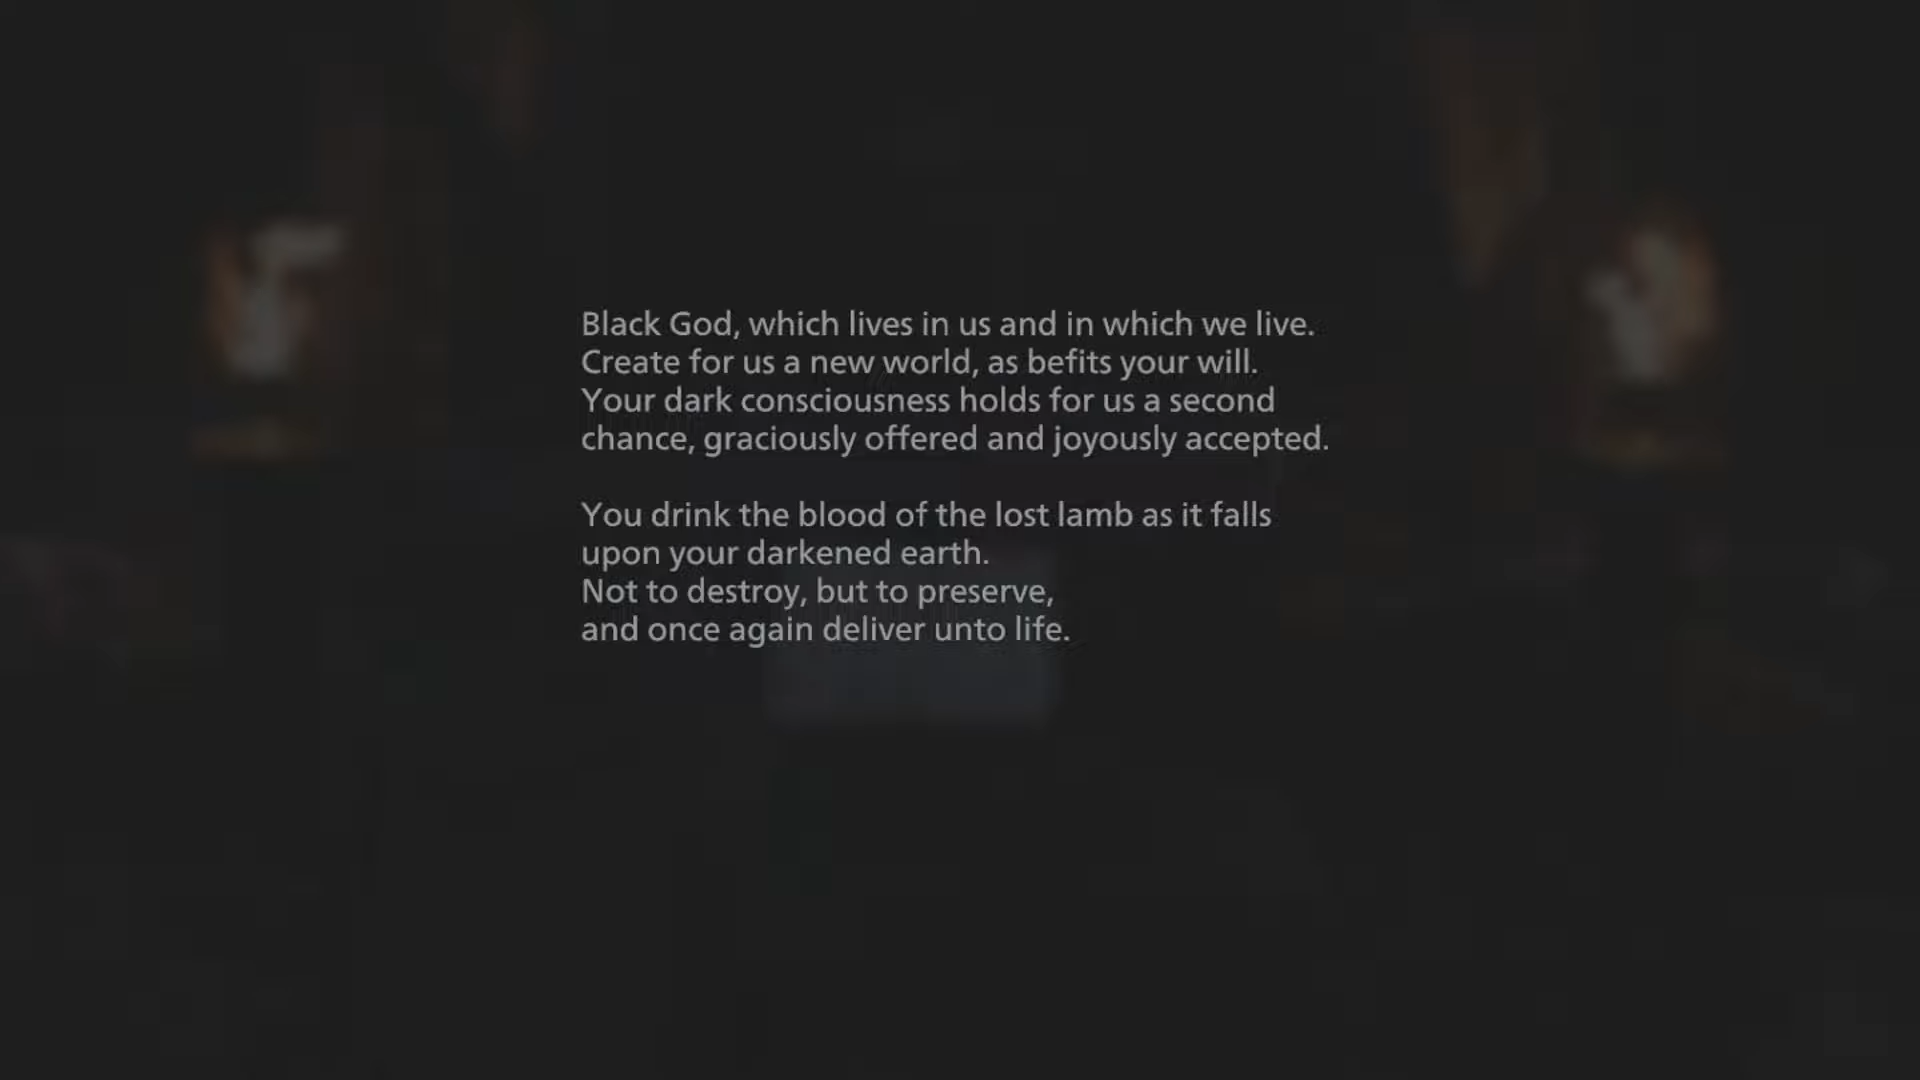 Black God, which lives in us and in which we live.
Create for us a new world, as befits your will.
Your dark consciousness holds for us a second
chance, graciously offered and joyously accepted.
You drink the blood of the lost lamb as it falls
upon your darkened earth.
Not to destroy, but to preserve,
and once again deliver unto life.